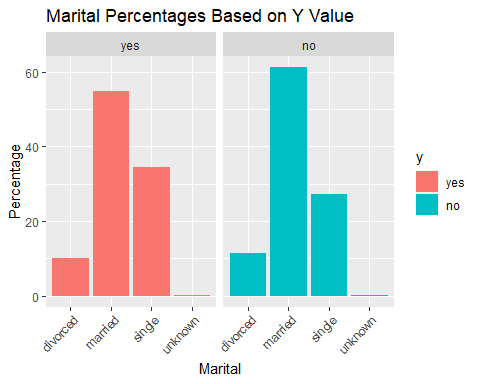 Marital Percentages Based on Y Value
yes
no
60
40
20
0
Percentage
divorced
married
single
unknown
divorced
married
single
unknown
Marital
y
yes
no